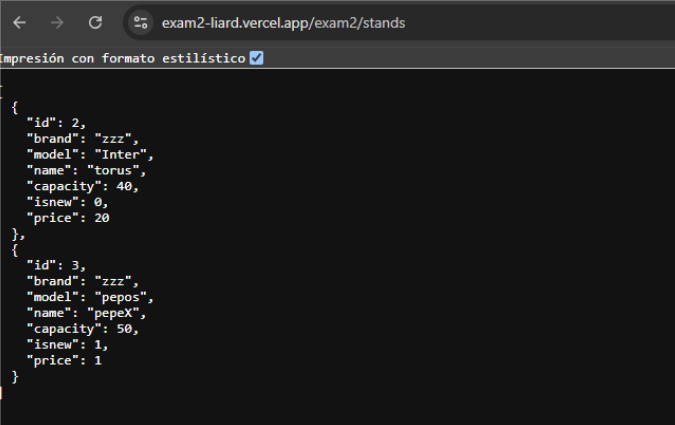 exam2-liard.vercel.app/exam2/stands
Impresión con formato estilístico
[
  {
    "id": 2,
    "brand": "zzz",
    "model": "Inter",
    "name": "torus",
    "capacity": 40,
    "isnew": 0,
    "price": 20
  },
  {
    "id": 3,
    "brand": "zzz",
    "model": "pepos",
    "name": "pepeX",
    "capacity": 50,
    "isnew": 1,
    "price": 1
  }
]